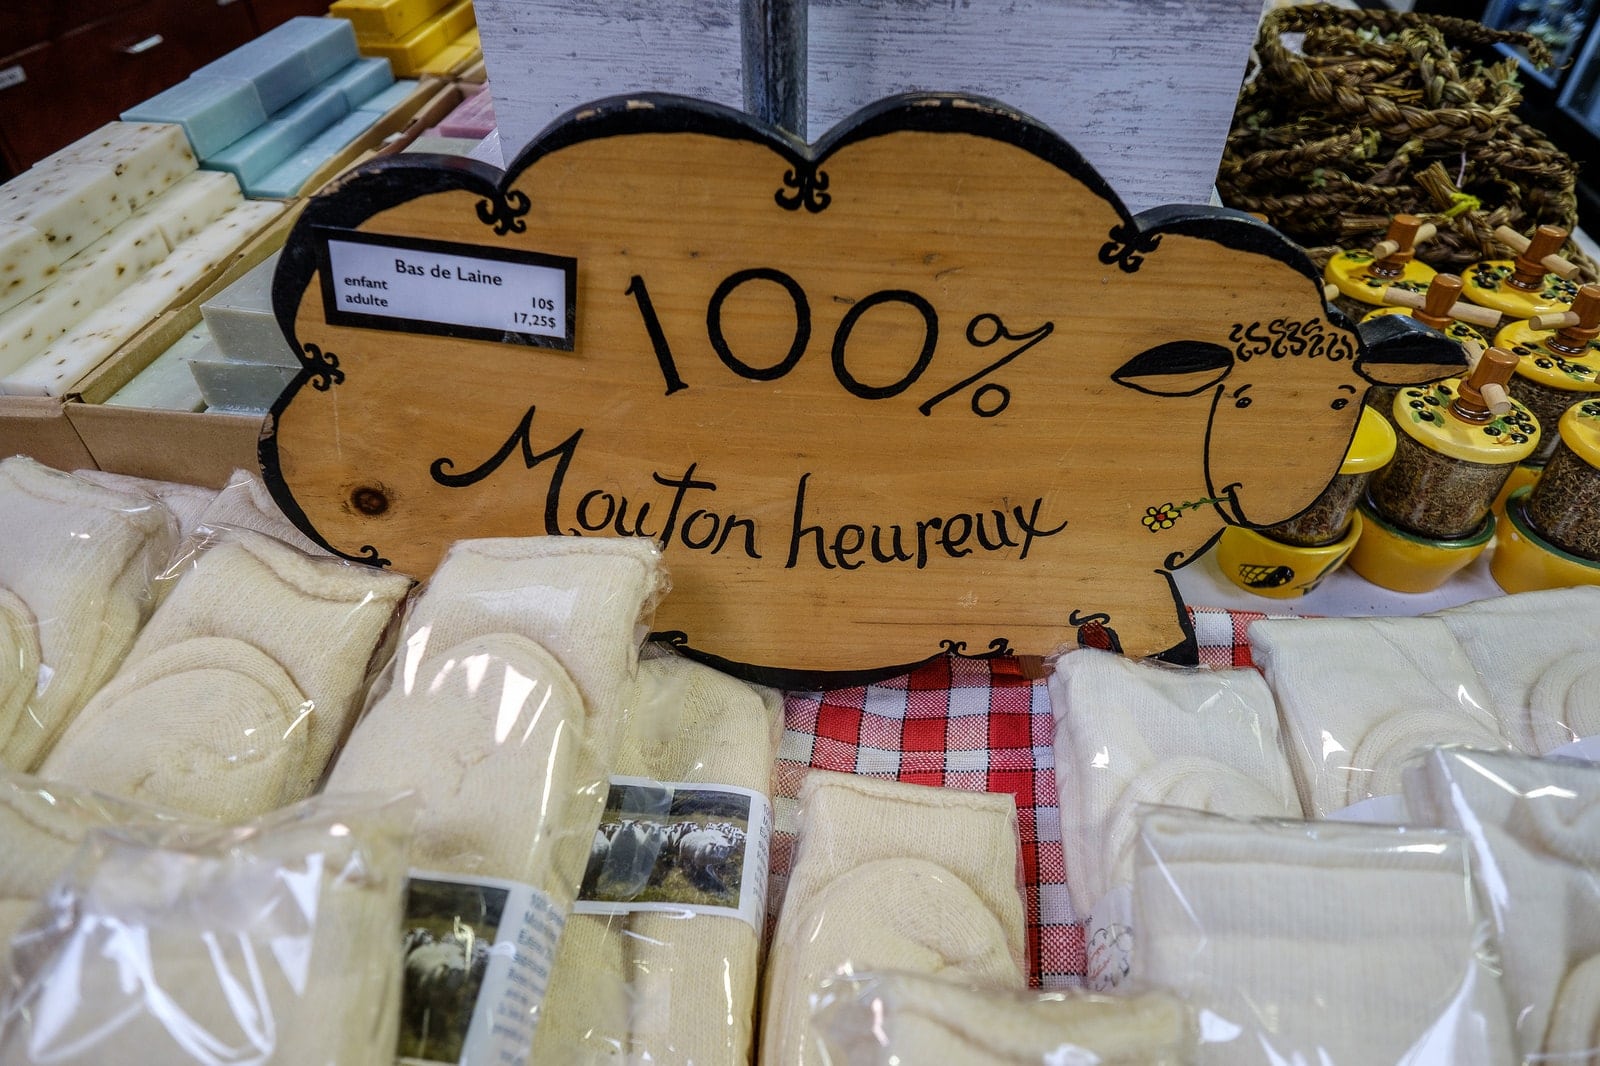 Bas de Laine
enfant 10$
adulte 17,25$
100%
Mouton heureux